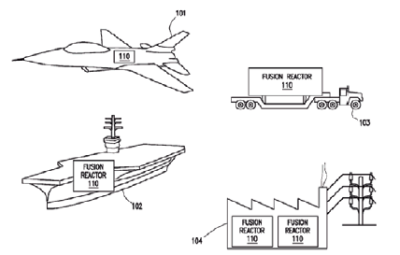 101
110
FUSION REACTOR
110
103
FUSION
REACTOR
110
102
104
FUSION
REACTOR
110
FUSION
REACTOR
110